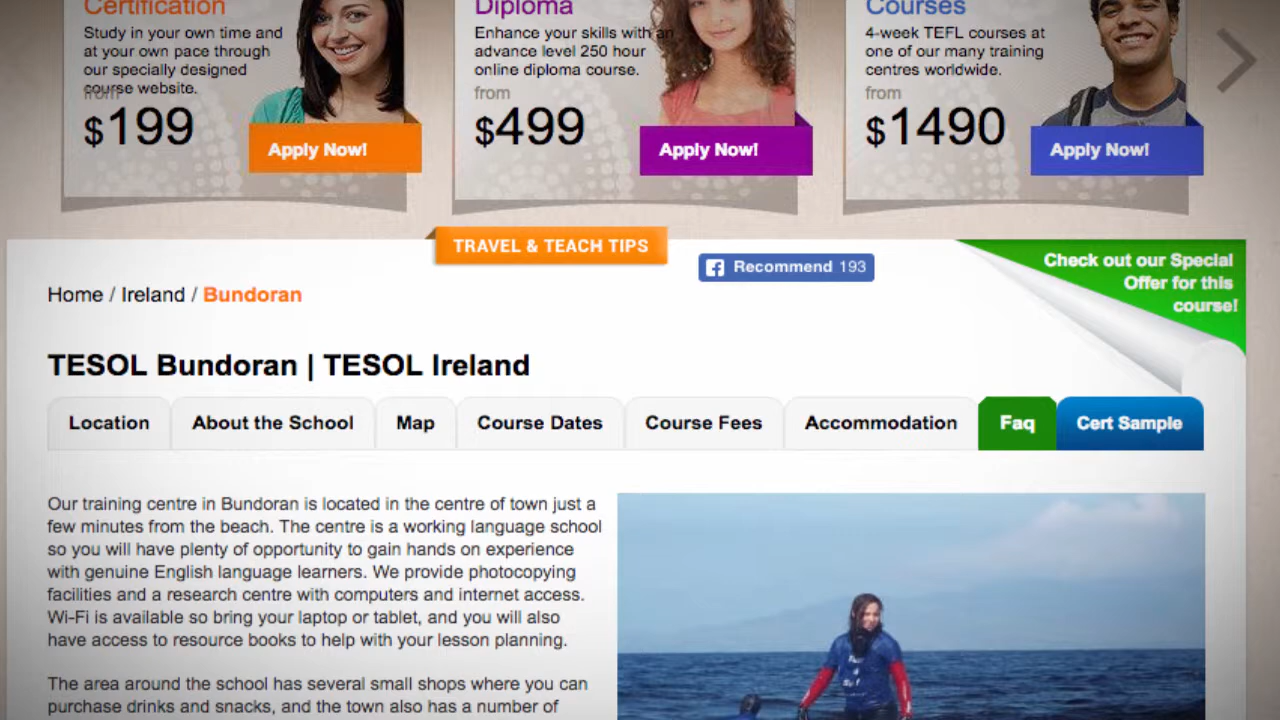 Certification
Study in your own time and
at your own pace through
our specially designed
course website.
from
$199
Apply Now!
Diploma
Enhance your skills with an
advance level 250 hour
online diploma course.
from
$499
Apply Now!
Courses
4-week TEFL courses at
one of our many training
centres worldwide.
from
$1490
Apply Now!
TRAVEL & TEACH TIPS
Recommend 193
Check out our Special
Offer for this
course!
Home / Ireland / Bundoran
TESOL Bundoran | TESOL Ireland
Location
About the School
Map
Course Dates
Course Fees
Accommodation
Faq
Cert Sample
Our training centre in Bundoran is located in the centre of town just a
few minutes from the beach. The centre is a working language school
so you will have plenty of opportunity to gain hands on experience
with genuine English language learners. We provide photocopying
facilities and a research centre with computers and internet access.
Wi-Fi is available so bring your laptop or tablet, and you will also
have access to resource books to help with your lesson planning.
The area around the school has several small shops where you can
purchase drinks and snacks, and the town also has a number of